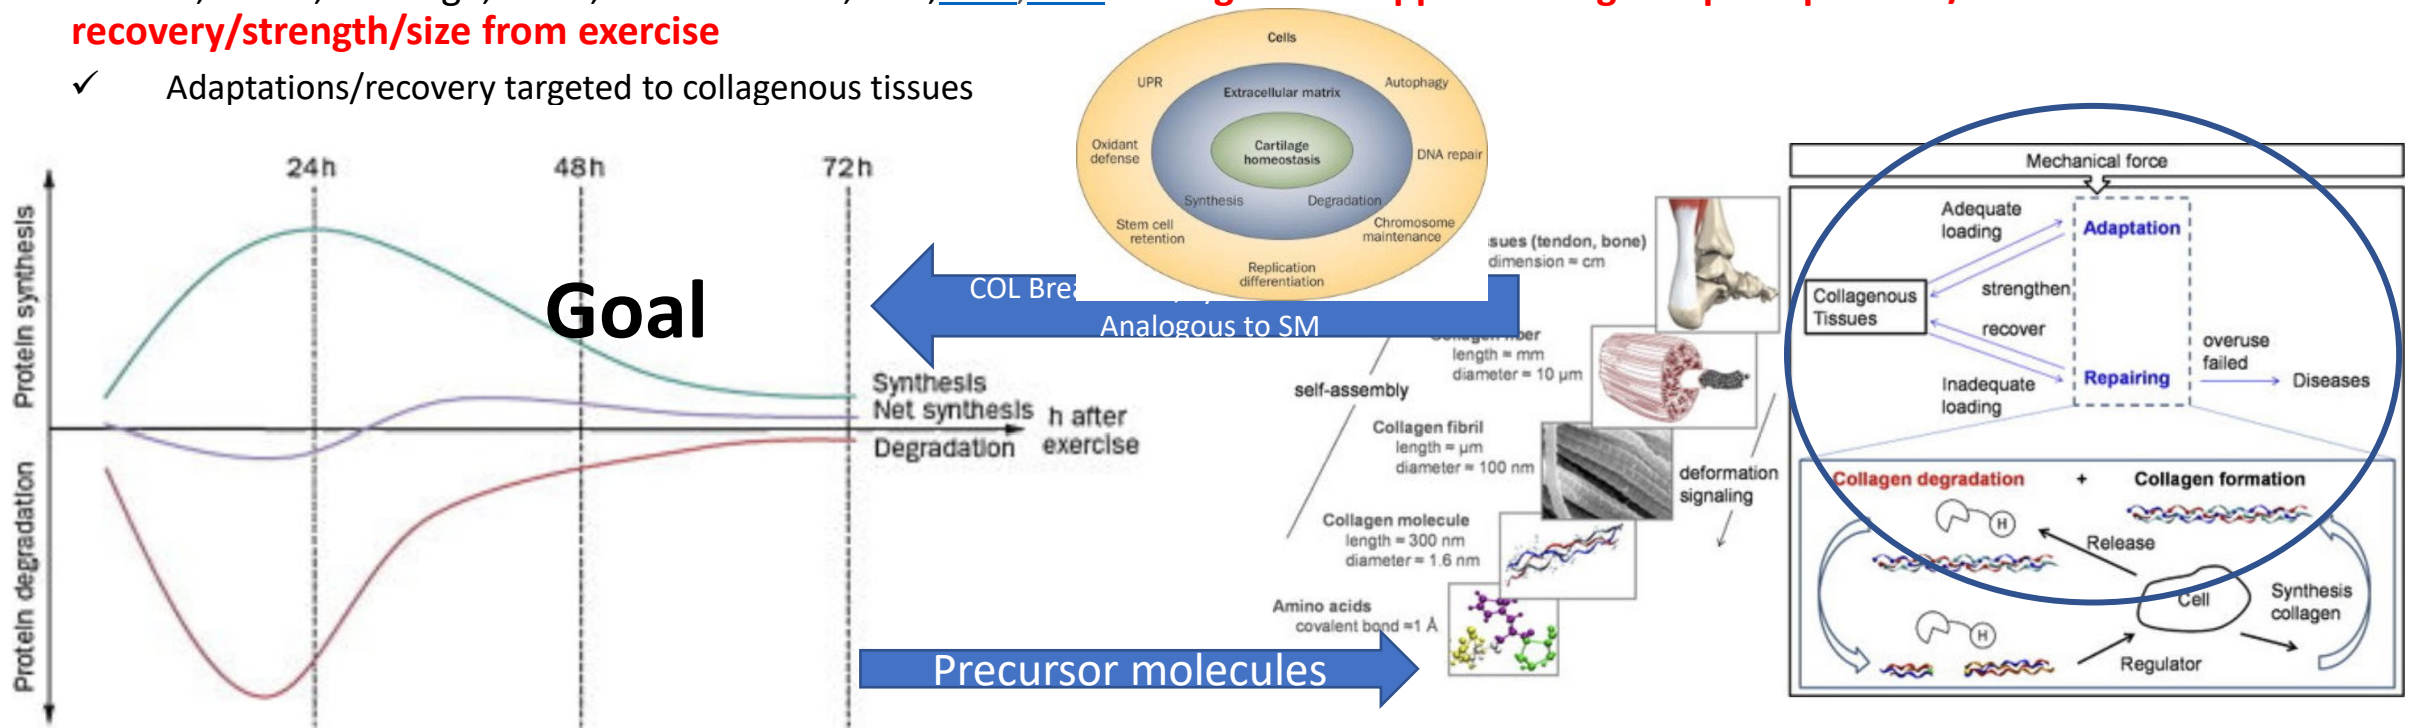 recovery/strength/size from exercise
✓ Adaptations/recovery targeted to collagenous tissues
24h
48h
72h
Protein synthesis
Protein degradation
Goal
Synthesis
Net synthesis
Degradation
h after
exercise
Cells
UPR
Autophagy
Extracellular matrix
Oxidant
defense
Cartilage
homeostasis
DNA repair
Synthesis
Degradation
Stem cell
retention
Chromosome
maintenance
Replication
differentiation
COL
Analogous to SM
(tendon, bone)
dimension ≈ cm
length ≈ mm
diameter ≈ 10 µm
self-assembly
Collagen fibril
length ≈ µm
diameter ≈ 100 nm
deformation
signaling
Collagen molecule
length ≈ 300 nm
diameter ≈ 1.6 nm
Amino acids
covalent bond ≈1 Å
Precursor molecules
Mechanical force
Adequate
loading
Adaptation
strengthen
Collagenous
Tissues
recover
Inadequate
loading
Repairing
overuse
failed
Diseases
Collagen degradation + Collagen formation
H
Release
Cell
Synthesis
collagen
H
Regulator